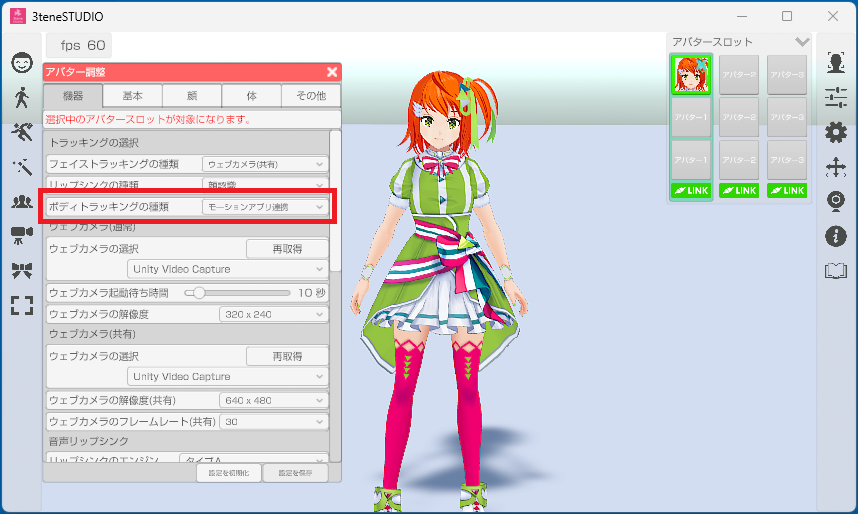 3teneSTUDIO
fps 60
アバター調整
機器 基本 顔 体 その他
選択中のアバタースロットが対象になります。
トラッキングの選択
フェイストラッキングの種類 ウェブカメラ(共有)
リップシンクの種類 顔認識
ボディトラッキングの種類 モーションアプリ連携
ウェブカメラ(通常)
ウェブカメラの選択 再取得
Unity Video Capture
ウェブカメラ起動待ち時間 10 秒
ウェブカメラの解像度 320 x 240
ウェブカメラ(共有)
ウェブカメラの選択 再取得
Unity Video Capture
ウェブカメラの解像度(共有) 640 x 480
ウェブカメラのフレームレート(共有) 30
音声リップシンク
リップシンクのエンジン タイプA
設定を初期化 設定を保存
アバタースロット
アバター2 アバター3
アバター1 アバター2 アバター3
アバター1 アバター2 アバター3
LINK LINK LINK